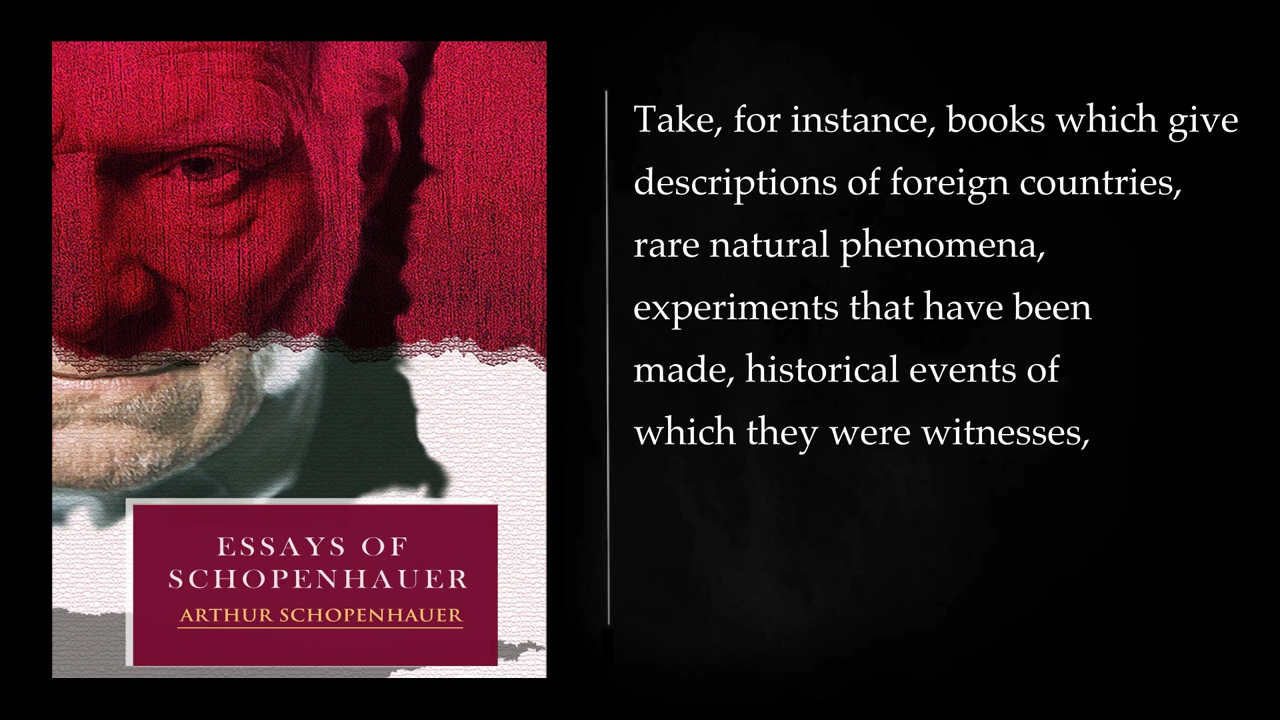 ESSAYS OF
SCHOPENHAUER
ARTHUR SCHOPENHAUER
Take, for instance, books which give
descriptions of foreign countries,
rare natural phenomena,
experiments that have been
made, historical events of
which they were witnesses,